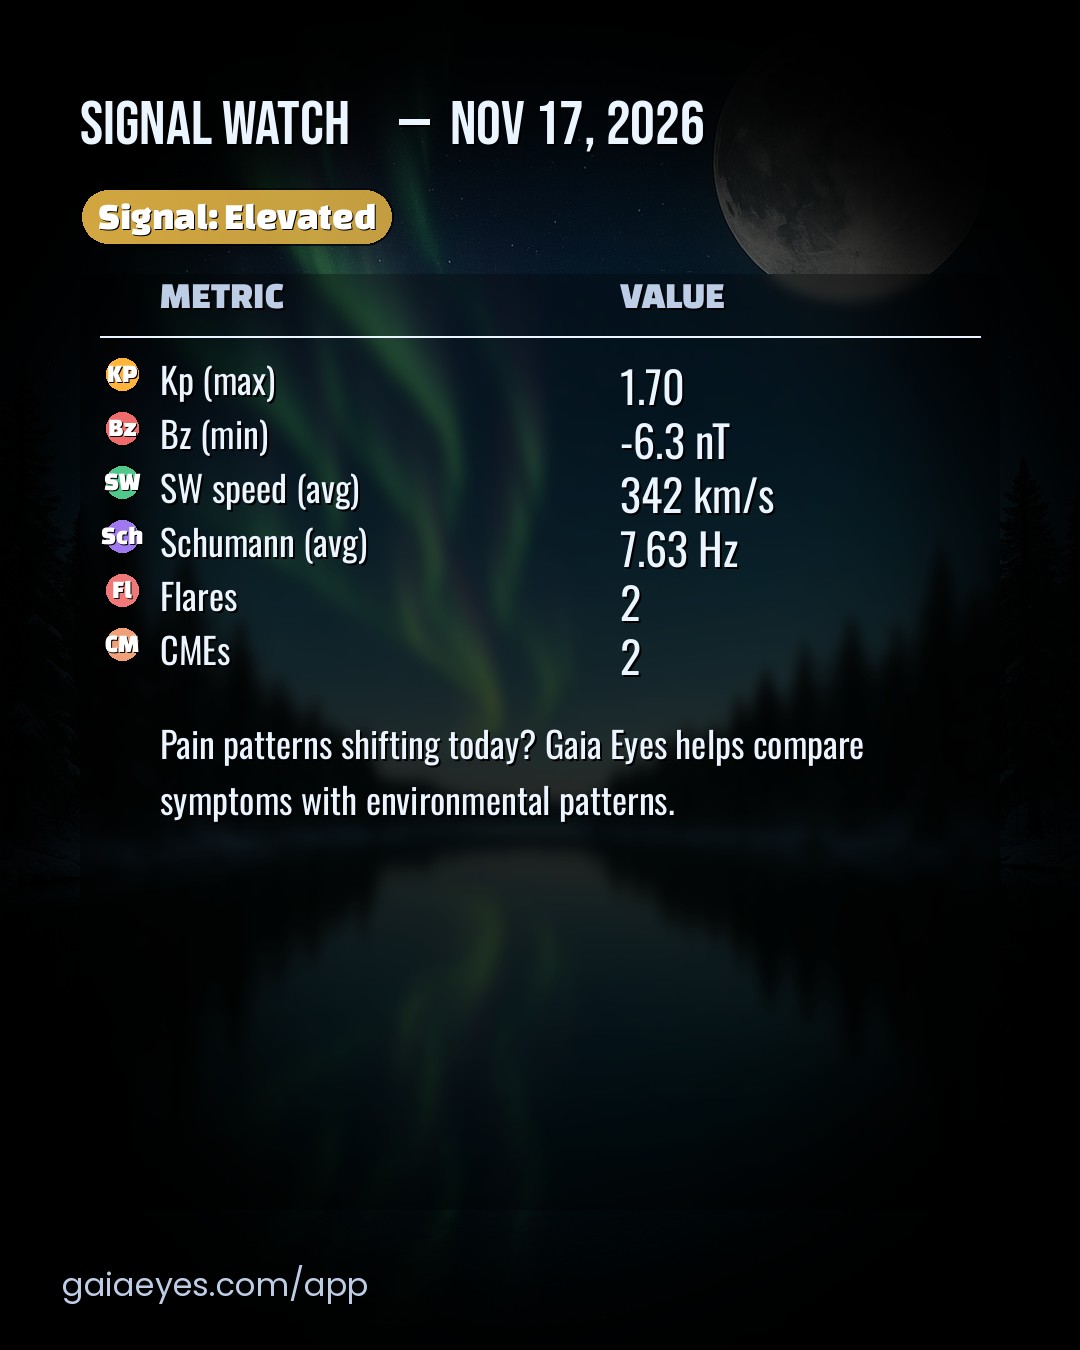 SIGNAL WATCH — NOV 17, 2026
Signal: Elevated
METRIC VALUE
KP Kp (max) 1.70
Bz Bz (min) -6.3 nT
SW SW speed (avg) 342 km/s
Sch Schumann (avg) 7.63 Hz
Fl Flares 2
CM CMEs 2
Pain patterns shifting today? Gaia Eyes helps compare
symptoms with environmental patterns.
gaiaeyes.com/app